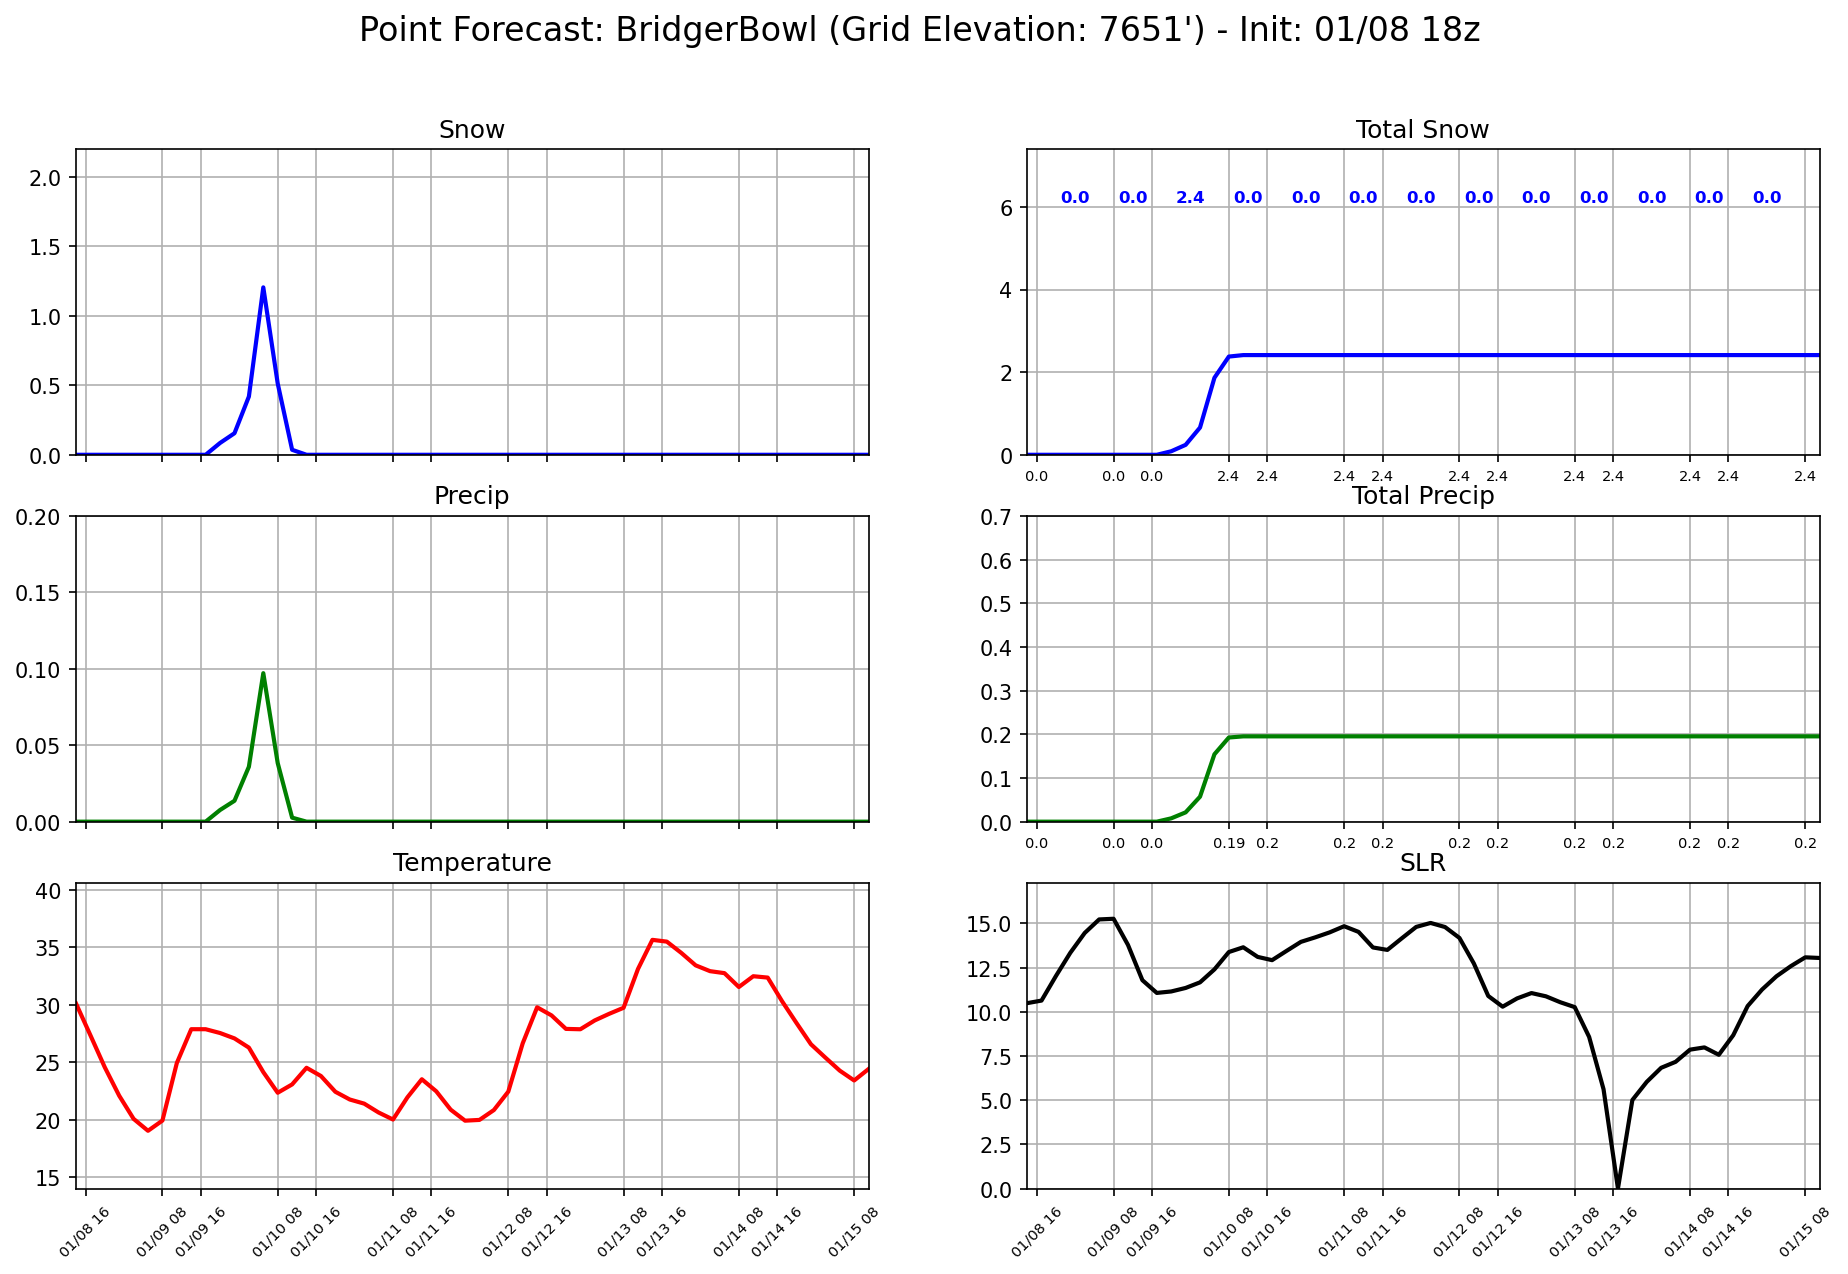 Point Forecast: BridgerBowl (Grid Elevation: 7651') - Init: 01/08 18z
Snow
2.0
1.5
1.0
0.5
0.0
Total Snow
0.0 0.0 2.4 0.0 0.0 0.0 0.0 0.0 0.0 0.0 0.0 0.0 0.0
6
4
2
0
0.0 0.0 0.0 2.4 2.4 2.4 2.4 2.4 2.4 2.4 2.4 2.4 2.4 2.4
Precip
0.20
0.15
0.10
0.05
0.00
Total Precip
0.7
0.6
0.5
0.4
0.3
0.2
0.1
0.0
0.0 0.0 0.0 0.19 0.2 0.2 0.2 0.2 0.2 0.2 0.2 0.2 0.2 0.2
Temperature
40
35
30
25
20
15
01/08 16 01/09 08 01/09 16 01/10 08 01/10 16 01/11 08 01/11 16 01/12 08 01/12 16 01/13 08 01/13 16 01/14 08 01/14 16 01/15 08
SLR
15.0
12.5
10.0
7.5
5.0
2.5
0.0
01/08 16 01/09 08 01/09 16 01/10 08 01/10 16 01/11 08 01/11 16 01/12 08 01/12 16 01/13 08 01/13 16 01/14 08 01/14 16 01/15 08